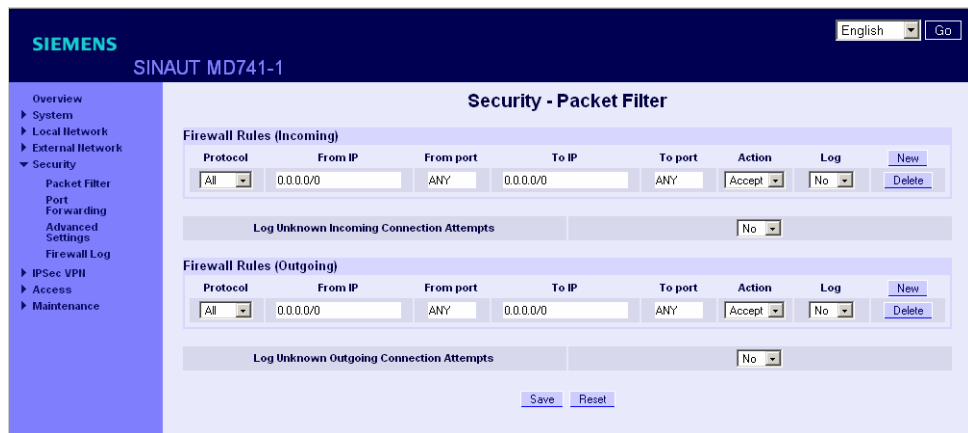 SIEMENS
English Go
SINAUT MD741-1
Overview
System
Local Network
External Network
Security
Packet Filter
Port
Forwarding
Advanced
Settings
Firewall Log
IPSec VPN
Access
Maintenance
Security - Packet Filter
Firewall Rules (Incoming)
Protocol From IP From port To IP To port Action Log New
All 0.0.0.0/0 ANY 0.0.0.0/0 ANY Accept No Delete
Log Unknown Incoming Connection Attempts No
Firewall Rules (Outgoing)
Protocol From IP From port To IP To port Action Log New
All 0.0.0.0/0 ANY 0.0.0.0/0 ANY Accept No Delete
Log Unknown Outgoing Connection Attempts No
Save Reset